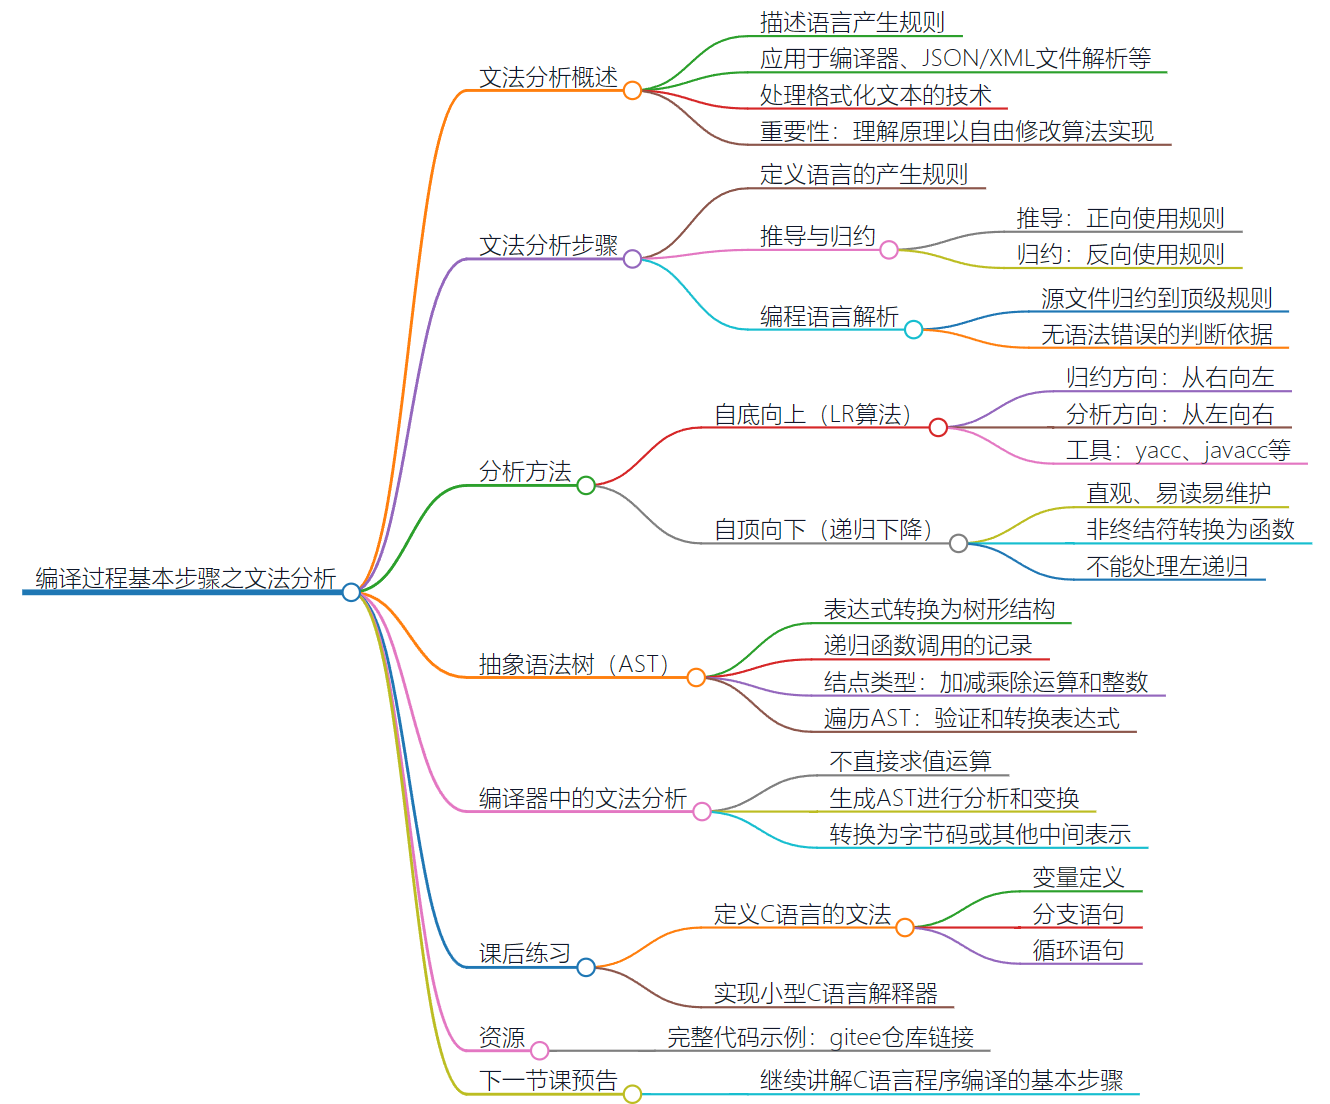 编译过程基本步骤之文法分析
文法分析概述
描述语言产生规则
应用于编译器、JSON/XML文件解析等
处理格式化文本的技术
重要性：理解原理以自由修改算法实现
文法分析步骤
定义语言的产生规则
推导与归约
推导：正向使用规则
归约：反向使用规则
编程语言解析
源文件归约到顶级规则
无语法错误的判断依据
分析方法
自底向上（LR算法）
归约方向：从右向左
分析方向：从左向右
工具：yacc、javacc等
自顶向下（递归下降）
直观、易读易维护
非终结符转换为函数
不能处理左递归
抽象语法树（AST）
表达式转换为树形结构
递归函数调用的记录
结点类型：加减乘除运算和整数
遍历AST：验证和转换表达式
编译器中的文法分析
不直接求值运算
生成AST进行分析和变换
转换为字节码或其他中间表示
课后练习
定义C语言的文法
变量定义
分支语句
循环语句
实现小型C语言解释器
资源
完整代码示例：gitee仓库链接
下一节课预告
继续讲解C语言程序编译的基本步骤